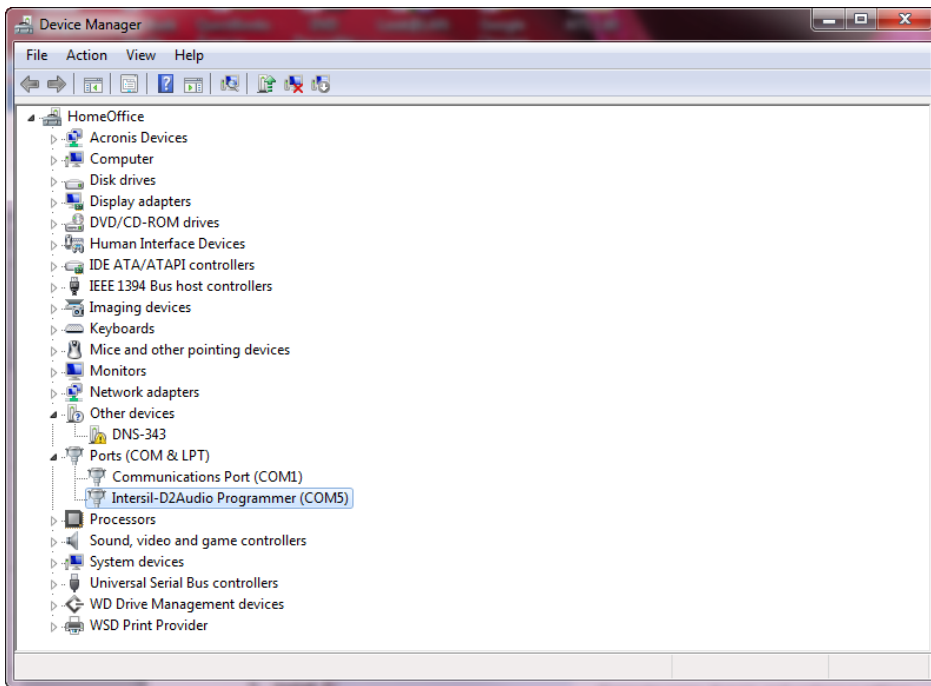 Device Manager
File Action View Help
HomeOffice
Acronis Devices
Computer
Disk drives
Display adapters
DVD/CD-ROM drives
Human Interface Devices
IDE ATA/ATAPI controllers
IEEE 1394 Bus host controllers
Imaging devices
Keyboards
Mice and other pointing devices
Monitors
Network adapters
Other devices
DNS-343
Ports (COM & LPT)
Communications Port (COM1)
Intersil-D2Audio Programmer (COM5)
Processors
Sound, video and game controllers
System devices
Universal Serial Bus controllers
WD Drive Management devices
WSD Print Provider